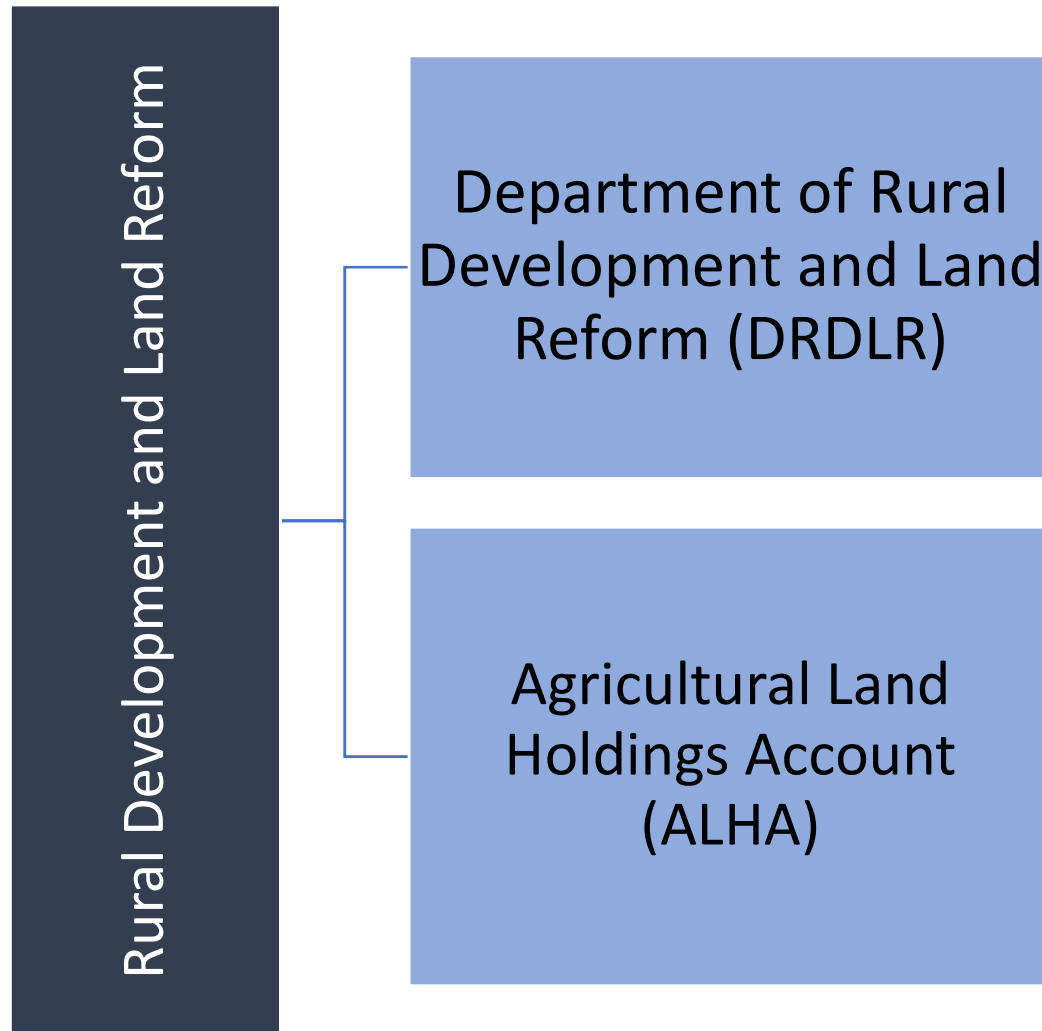 Rural Development and Land Reform
Department of Rural
Development and Land
Reform (DRDLR)
Agricultural Land
Holdings Account
(ALHA)